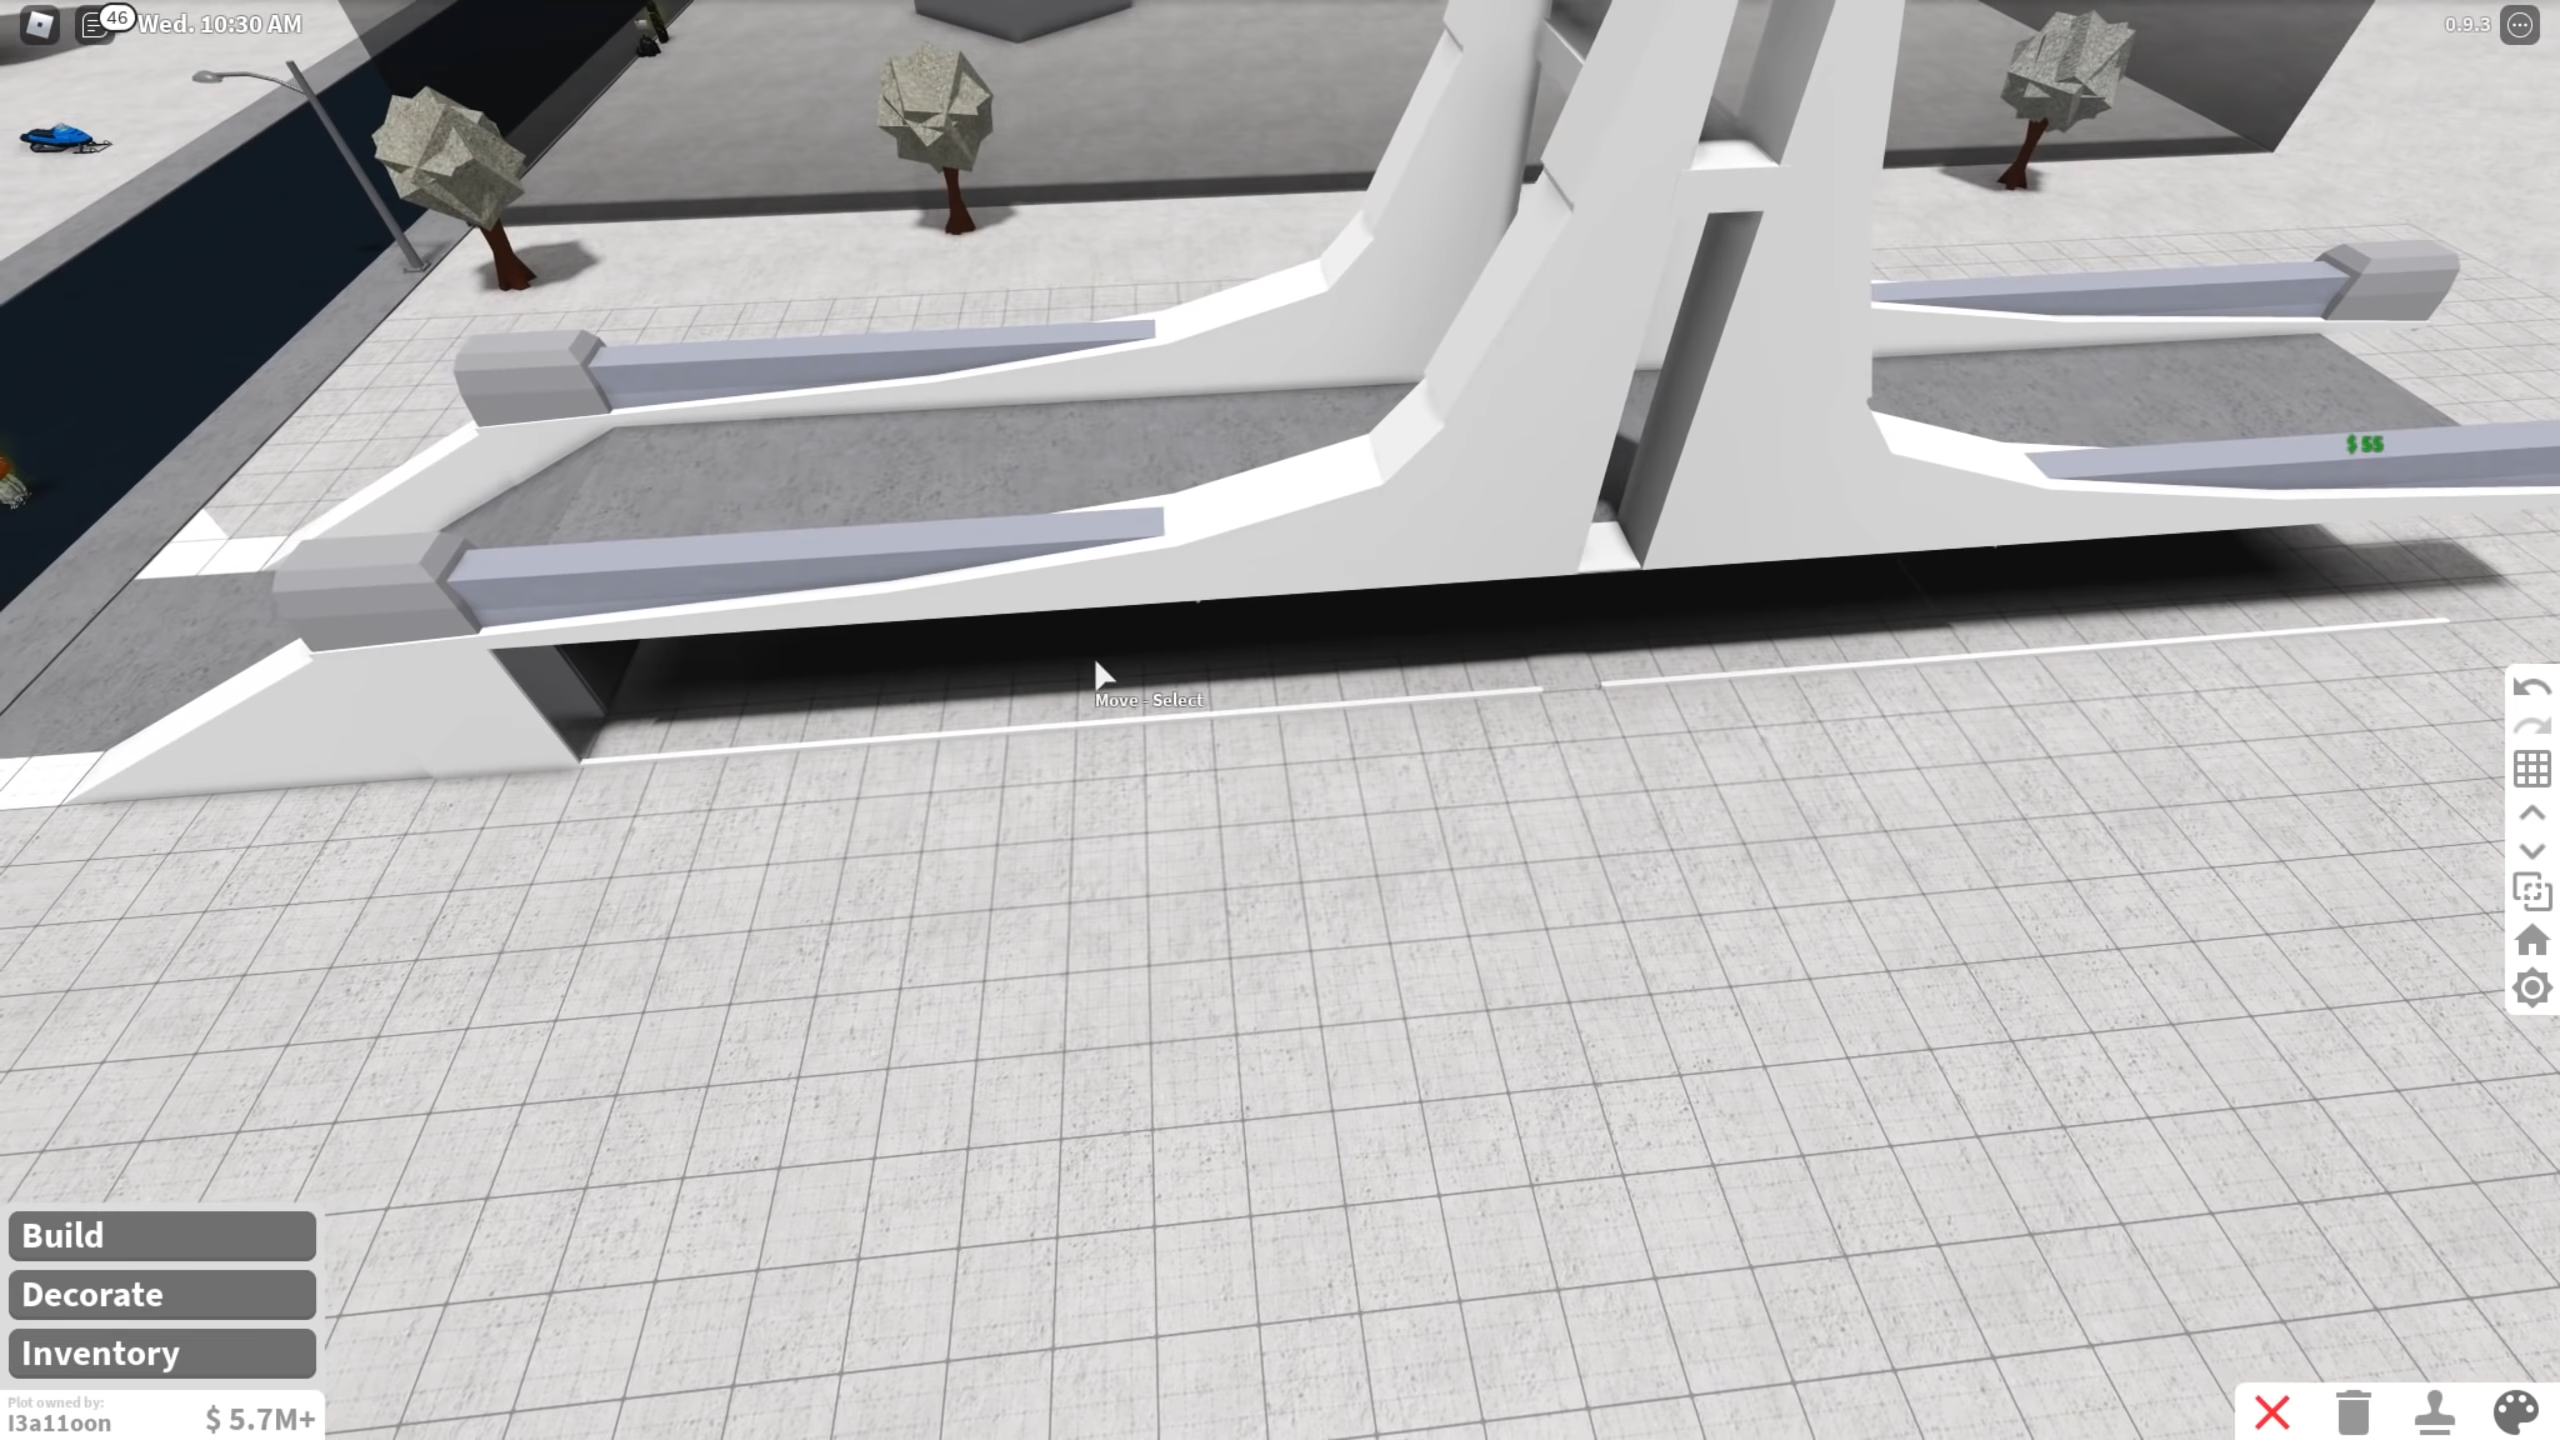 46
Wed. 10:30 AM
0.9.3
$ 55
Move - Select
Build
Decorate
Inventory
Plot owned by:
l3a11oon
$ 5.7M+